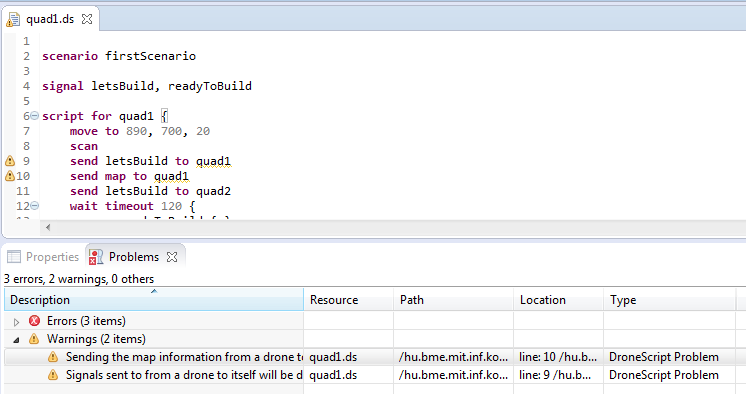 quad1.ds
1
2 scenario firstScenario
3
4 signal letsBuild, readyToBuild
5
6 script for quad1 {
7 move to 890, 700, 20
8 scan
9 send letsBuild to quad1
10 send map to quad1
11 send letsBuild to quad2
12 wait timeout 120 {
Properties Problems
3 errors, 2 warnings, 0 others
Description Resource Path Location Type
Errors (3 items)
Warnings (2 items)
Sending the map information from a drone to quad1.ds /hu.bme.mit.inf.ko... line: 10 /hu.b... DroneScript Problem
Signals sent to from a drone to itself will be d quad1.ds /hu.bme.mit.inf.ko... line: 9 /hu.b... DroneScript Problem